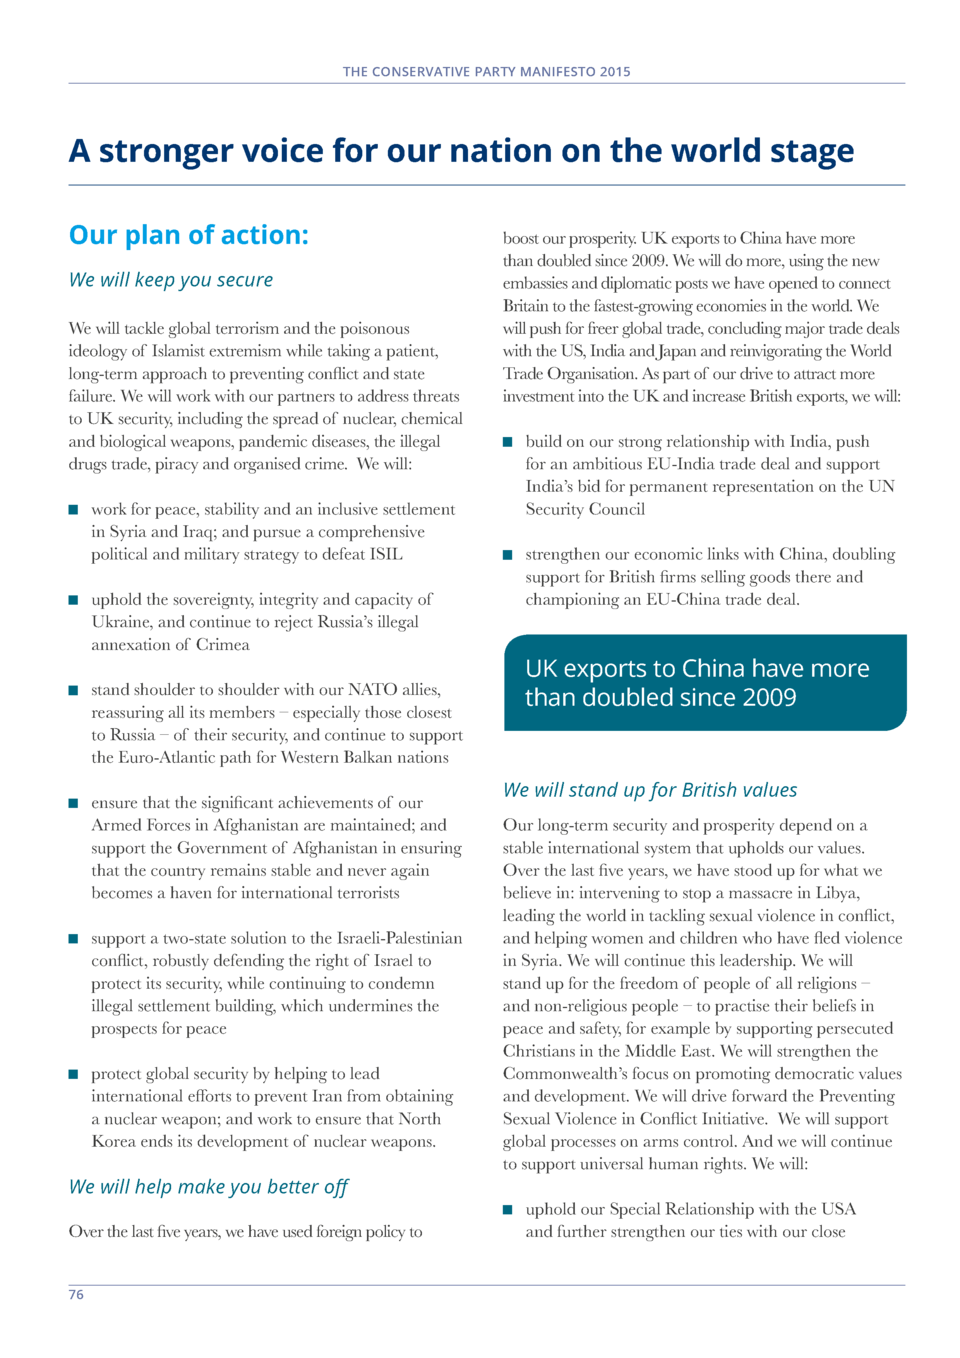 THE CONSERVATIVE PARTY MANIFESTO 2015
A stronger voice for our nation on the world stage
Our plan of action:
We will keep you secure
We will tackle global terrorism and the poisonous
ideology of Islamist extremism while taking a patient,
long-term approach to preventing conflict and state
failure. We will work with our partners to address threats
to UK security, including the spread of nuclear, chemical
and biological weapons, pandemic diseases, the illegal
drugs trade, piracy and organised crime.  We will:
■ work for peace, stability and an inclusive settlement
in Syria and Iraq; and pursue a comprehensive
political and military strategy to defeat ISIL
■ uphold the sovereignty, integrity and capacity of
Ukraine, and continue to reject Russia’s illegal
annexation of Crimea
■ stand shoulder to shoulder with our NATO allies,
reassuring all its members – especially those closest
to Russia – of their security, and continue to support
the Euro-Atlantic path for Western Balkan nations
■ ensure that the significant achievements of our
Armed Forces in Afghanistan are maintained; and
support the Government of Afghanistan in ensuring
that the country remains stable and never again
becomes a haven for international terrorists
■ support a two-state solution to the Israeli-Palestinian
conflict, robustly defending the right of Israel to
protect its security, while continuing to condemn
illegal settlement building, which undermines the
prospects for peace
■ protect global security by helping to lead
international efforts to prevent Iran from obtaining
a nuclear weapon; and work to ensure that North
Korea ends its development of nuclear weapons.
We will help make you better off
Over the last five years, we have used foreign policy to
boost our prosperity. UK exports to China have more
than doubled since 2009. We will do more, using the new
embassies and diplomatic posts we have opened to connect
Britain to the fastest-growing economies in the world. We
will push for freer global trade, concluding major trade deals
with the US, India and Japan and reinvigorating the World
Trade Organisation. As part of our drive to attract more
investment into the UK and increase British exports, we will:
■ build on our strong relationship with India, push
for an ambitious EU-India trade deal and support
India’s bid for permanent representation on the UN
Security Council
■ strengthen our economic links with China, doubling
support for British firms selling goods there and
championing an EU-China trade deal.
UK exports to China have more
than doubled since 2009
We will stand up for British values
Our long-term security and prosperity depend on a
stable international system that upholds our values.
Over the last five years, we have stood up for what we
believe in: intervening to stop a massacre in Libya,
leading the world in tackling sexual violence in conflict,
and helping women and children who have fled violence
in Syria. We will continue this leadership. We will
stand up for the freedom of people of all religions –
and non-religious people – to practise their beliefs in
peace and safety, for example by supporting persecuted
Christians in the Middle East. We will strengthen the
Commonwealth’s focus on promoting democratic values
and development. We will drive forward the Preventing
Sexual Violence in Conflict Initiative.  We will support
global processes on arms control. And we will continue
to support universal human rights. We will:
■ uphold our Special Relationship with the USA
and further strengthen our ties with our close
76